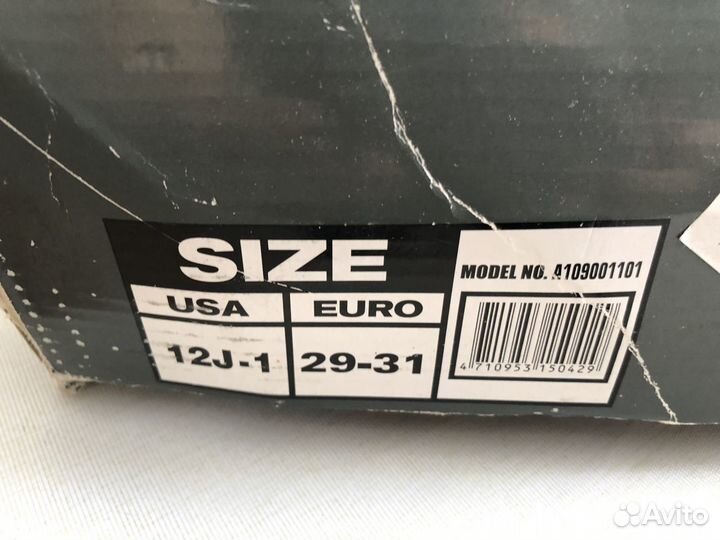 SIZE
USA EURO
12J-1 29-31
MODEL NO. A109001101
4 710953 150429
Avito